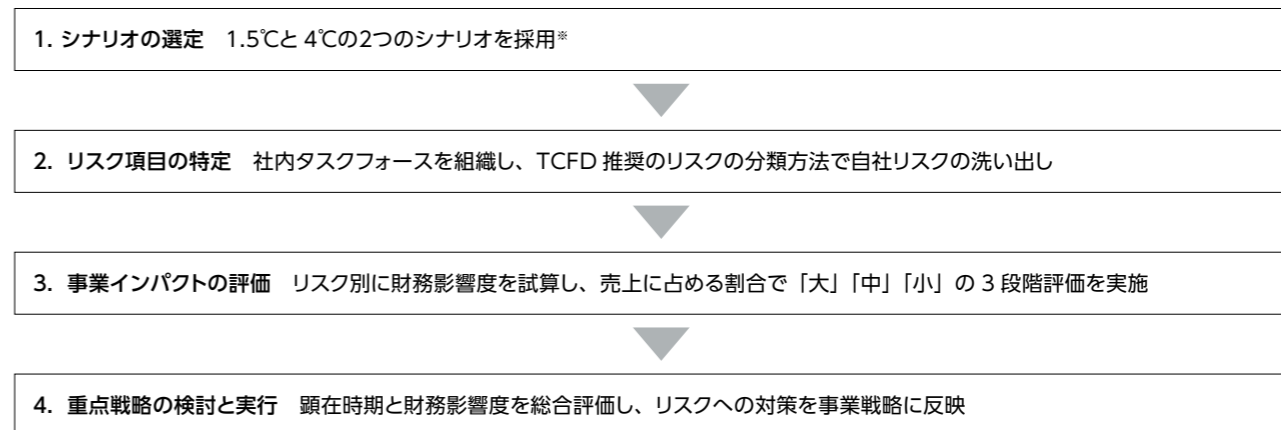 1. シナリオの選定　1.5℃と 4℃の2つのシナリオを採用※
2. リスク項目の特定　社内タスクフォースを組織し、TCFD 推奨のリスクの分類方法で自社リスクの洗い出し
3. 事業インパクトの評価　リスク別に財務影響度を試算し、売上に占める割合で「大」「中」「小」の 3 段階評価を実施
4. 重点戦略の検討と実行　顕在時期と財務影響度を総合評価し、リスクへの対策を事業戦略に反映